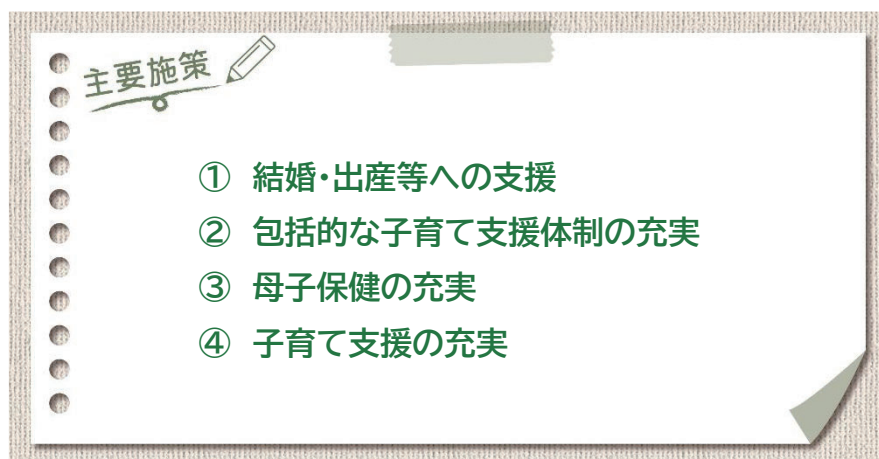 主要施策
① 結婚・出産等への支援
② 包括的な子育て支援体制の充実
③ 母子保健の充実
④ 子育て支援の充実